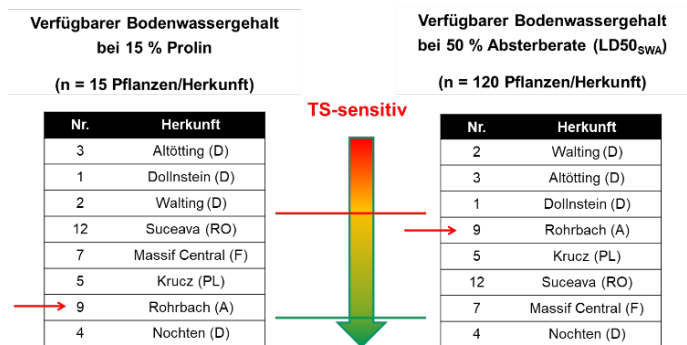 Verfügbarer Bodenwassergehalt
bei 15 % Prolin
(n = 15 Pflanzen/Herkunft)
Nr. Herkunft
3 Altötting (D)
1 Dollnstein (D)
2 Walting (D)
12 Suceava (RO)
7 Massif Central (F)
5 Krucz (PL)
9 Rohrbach (A)
4 Nochten (D)
TS-sensitiv
Verfügbarer Bodenwassergehalt
bei 50 % Absterberate (LD50SWA)
(n = 120 Pflanzen/Herkunft)
Nr. Herkunft
2 Walting (D)
3 Altötting (D)
1 Dollnstein (D)
9 Rohrbach (A)
5 Krucz (PL)
12 Suceava (RO)
7 Massif Central (F)
4 Nochten (D)